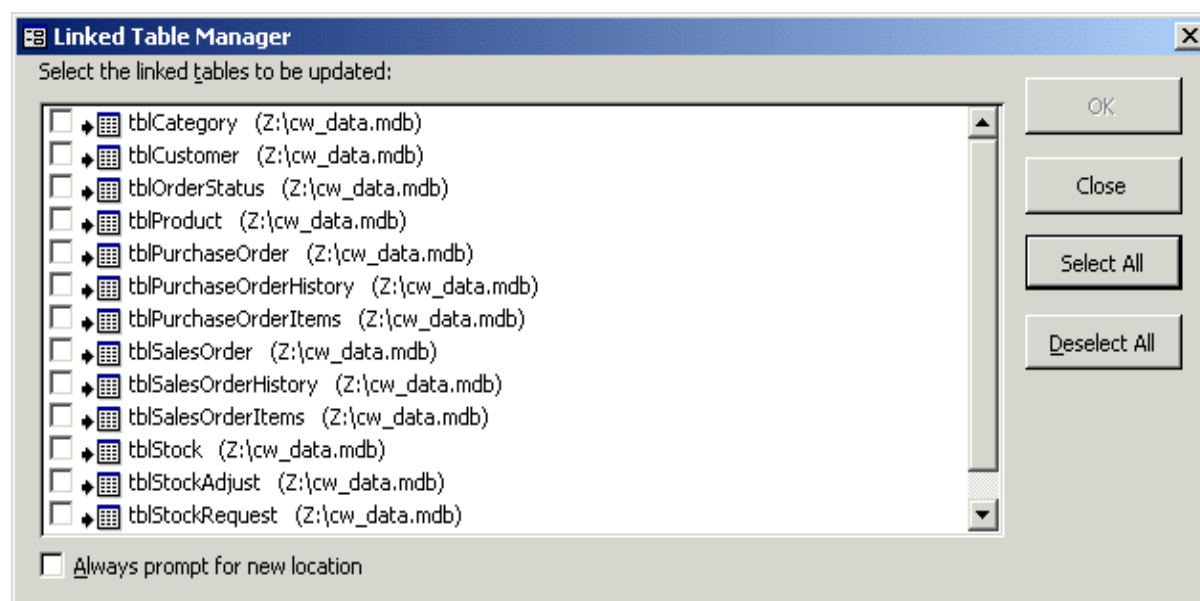 Linked Table Manager
Select the linked tables to be updated:
tblCategory (Z:\cw_data.mdb)
tblCustomer (Z:\cw_data.mdb)
tblOrderStatus (Z:\cw_data.mdb)
tblProduct (Z:\cw_data.mdb)
tblPurchaseOrder (Z:\cw_data.mdb)
tblPurchaseOrderHistory (Z:\cw_data.mdb)
tblPurchaseOrderItems (Z:\cw_data.mdb)
tblSalesOrder (Z:\cw_data.mdb)
tblSalesOrderHistory (Z:\cw_data.mdb)
tblSalesOrderItems (Z:\cw_data.mdb)
tblStock (Z:\cw_data.mdb)
tblStockAdjust (Z:\cw_data.mdb)
tblStockRequest (Z:\cw_data.mdb)
Always prompt for new location
OK
Close
Select All
Deselect All